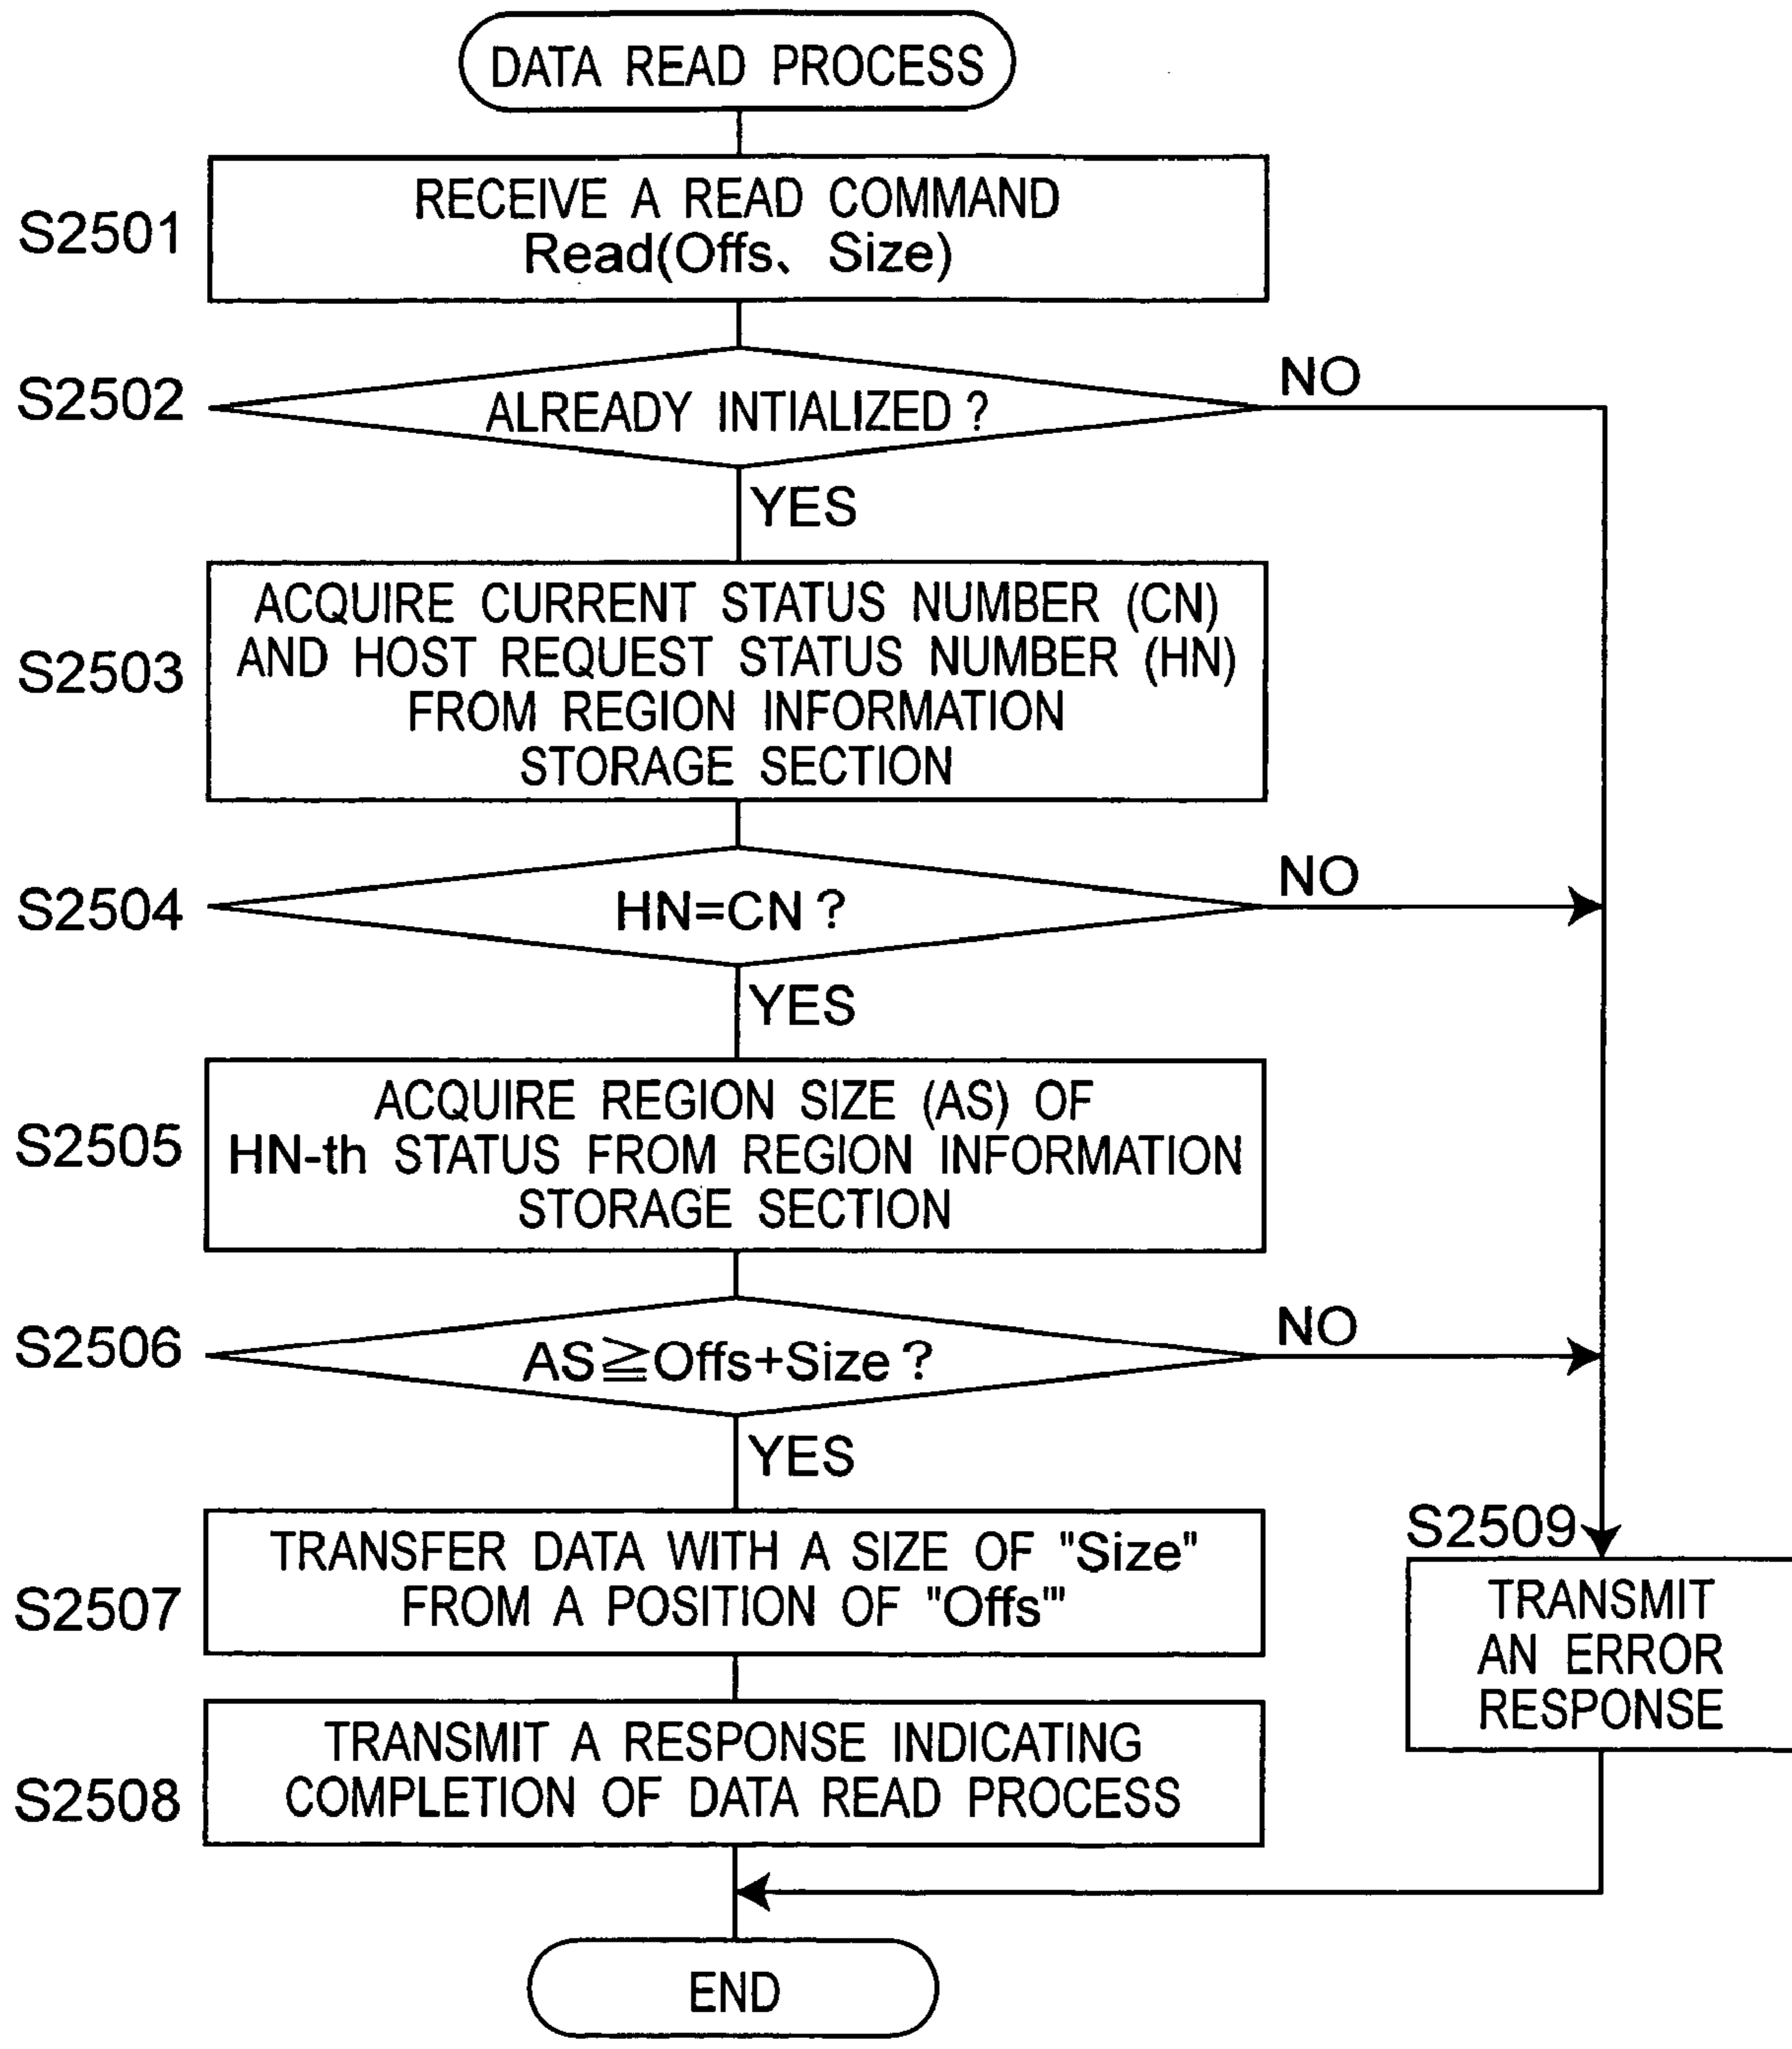 DATA READ PROCESS
S2501
RECEIVE A READ COMMAND
Read(Offs、 Size)
S2502
ALREADY INTIALIZED ?
NO
YES
S2503
ACQUIRE CURRENT STATUS NUMBER (CN)
AND HOST REQUEST STATUS NUMBER (HN)
FROM REGION INFORMATION
STORAGE SECTION
S2504
HN=CN ?
NO
YES
S2505
ACQUIRE REGION SIZE (AS) OF
HN-th STATUS FROM REGION INFORMATION
STORAGE SECTION
S2506
AS≧Offs+Size ?
NO
YES
S2507
TRANSFER DATA WITH A SIZE OF "Size"
FROM A POSITION OF "Offs'"
S2509
TRANSMIT
AN ERROR
RESPONSE
S2508
TRANSMIT A RESPONSE INDICATING
COMPLETION OF DATA READ PROCESS
END